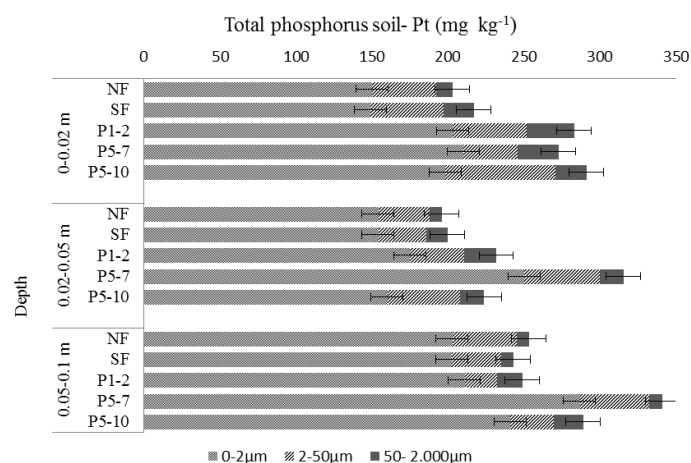 Total phosphorus soil- Pt (mg kg⁻¹)
0 50 100 150 200 250 300 350
0-0.02 m
NF
SF
P1-2
P5-7
P5-10
Depth
0.02-0.05 m
NF
SF
P1-2
P5-7
P5-10
0.05-0.1 m
NF
SF
P1-2
P5-7
P5-10
0-2µm 2-50µm 50- 2.000µm